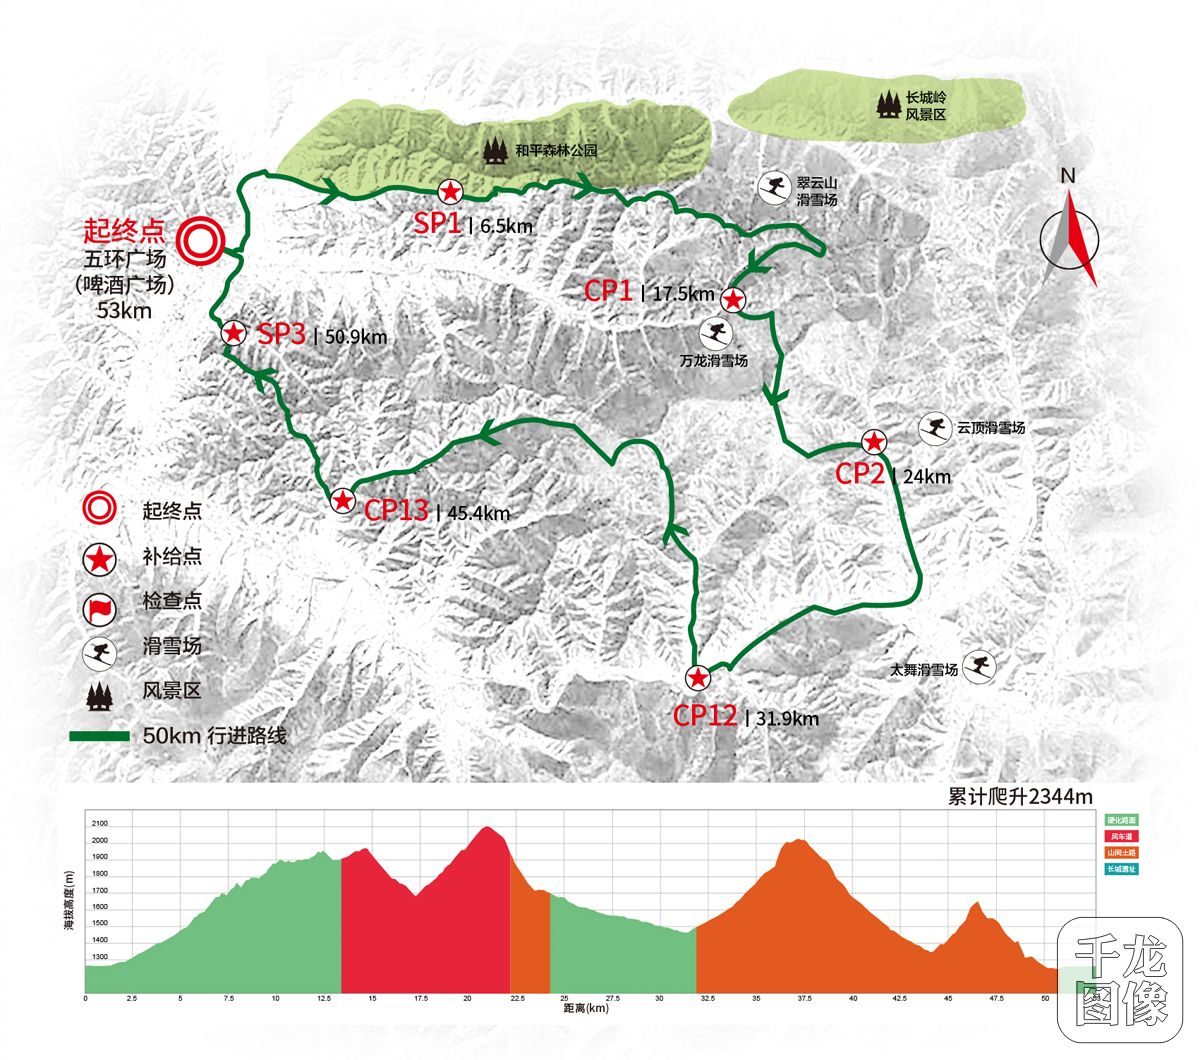 长城岭
风景区
和平森林公园
翠云山
滑雪场
N
起终点
五环广场
(啤酒广场)
53km
SP1 | 6.5km
CP1 | 17.5km
万龙滑雪场
SP3 | 50.9km
云顶滑雪场
CP2 | 24km
CP13 | 45.4km
太舞滑雪场
CP12 | 31.9km
起终点
补给点
检查点
滑雪场
风景区
50km 行进路线
累计爬升2344m
海拔高度(m)
2100
2000
1900
1800
1700
1600
1500
1400
1300
0 2.5 5 7.5 10 12.5 15 17.5 20 22.5 25 27.5 30 32.5 35 37.5 40 42.5 45 47.5 50
距离(km)
硬化路面
风车道
山间土路
长城遗址
千龙
图像